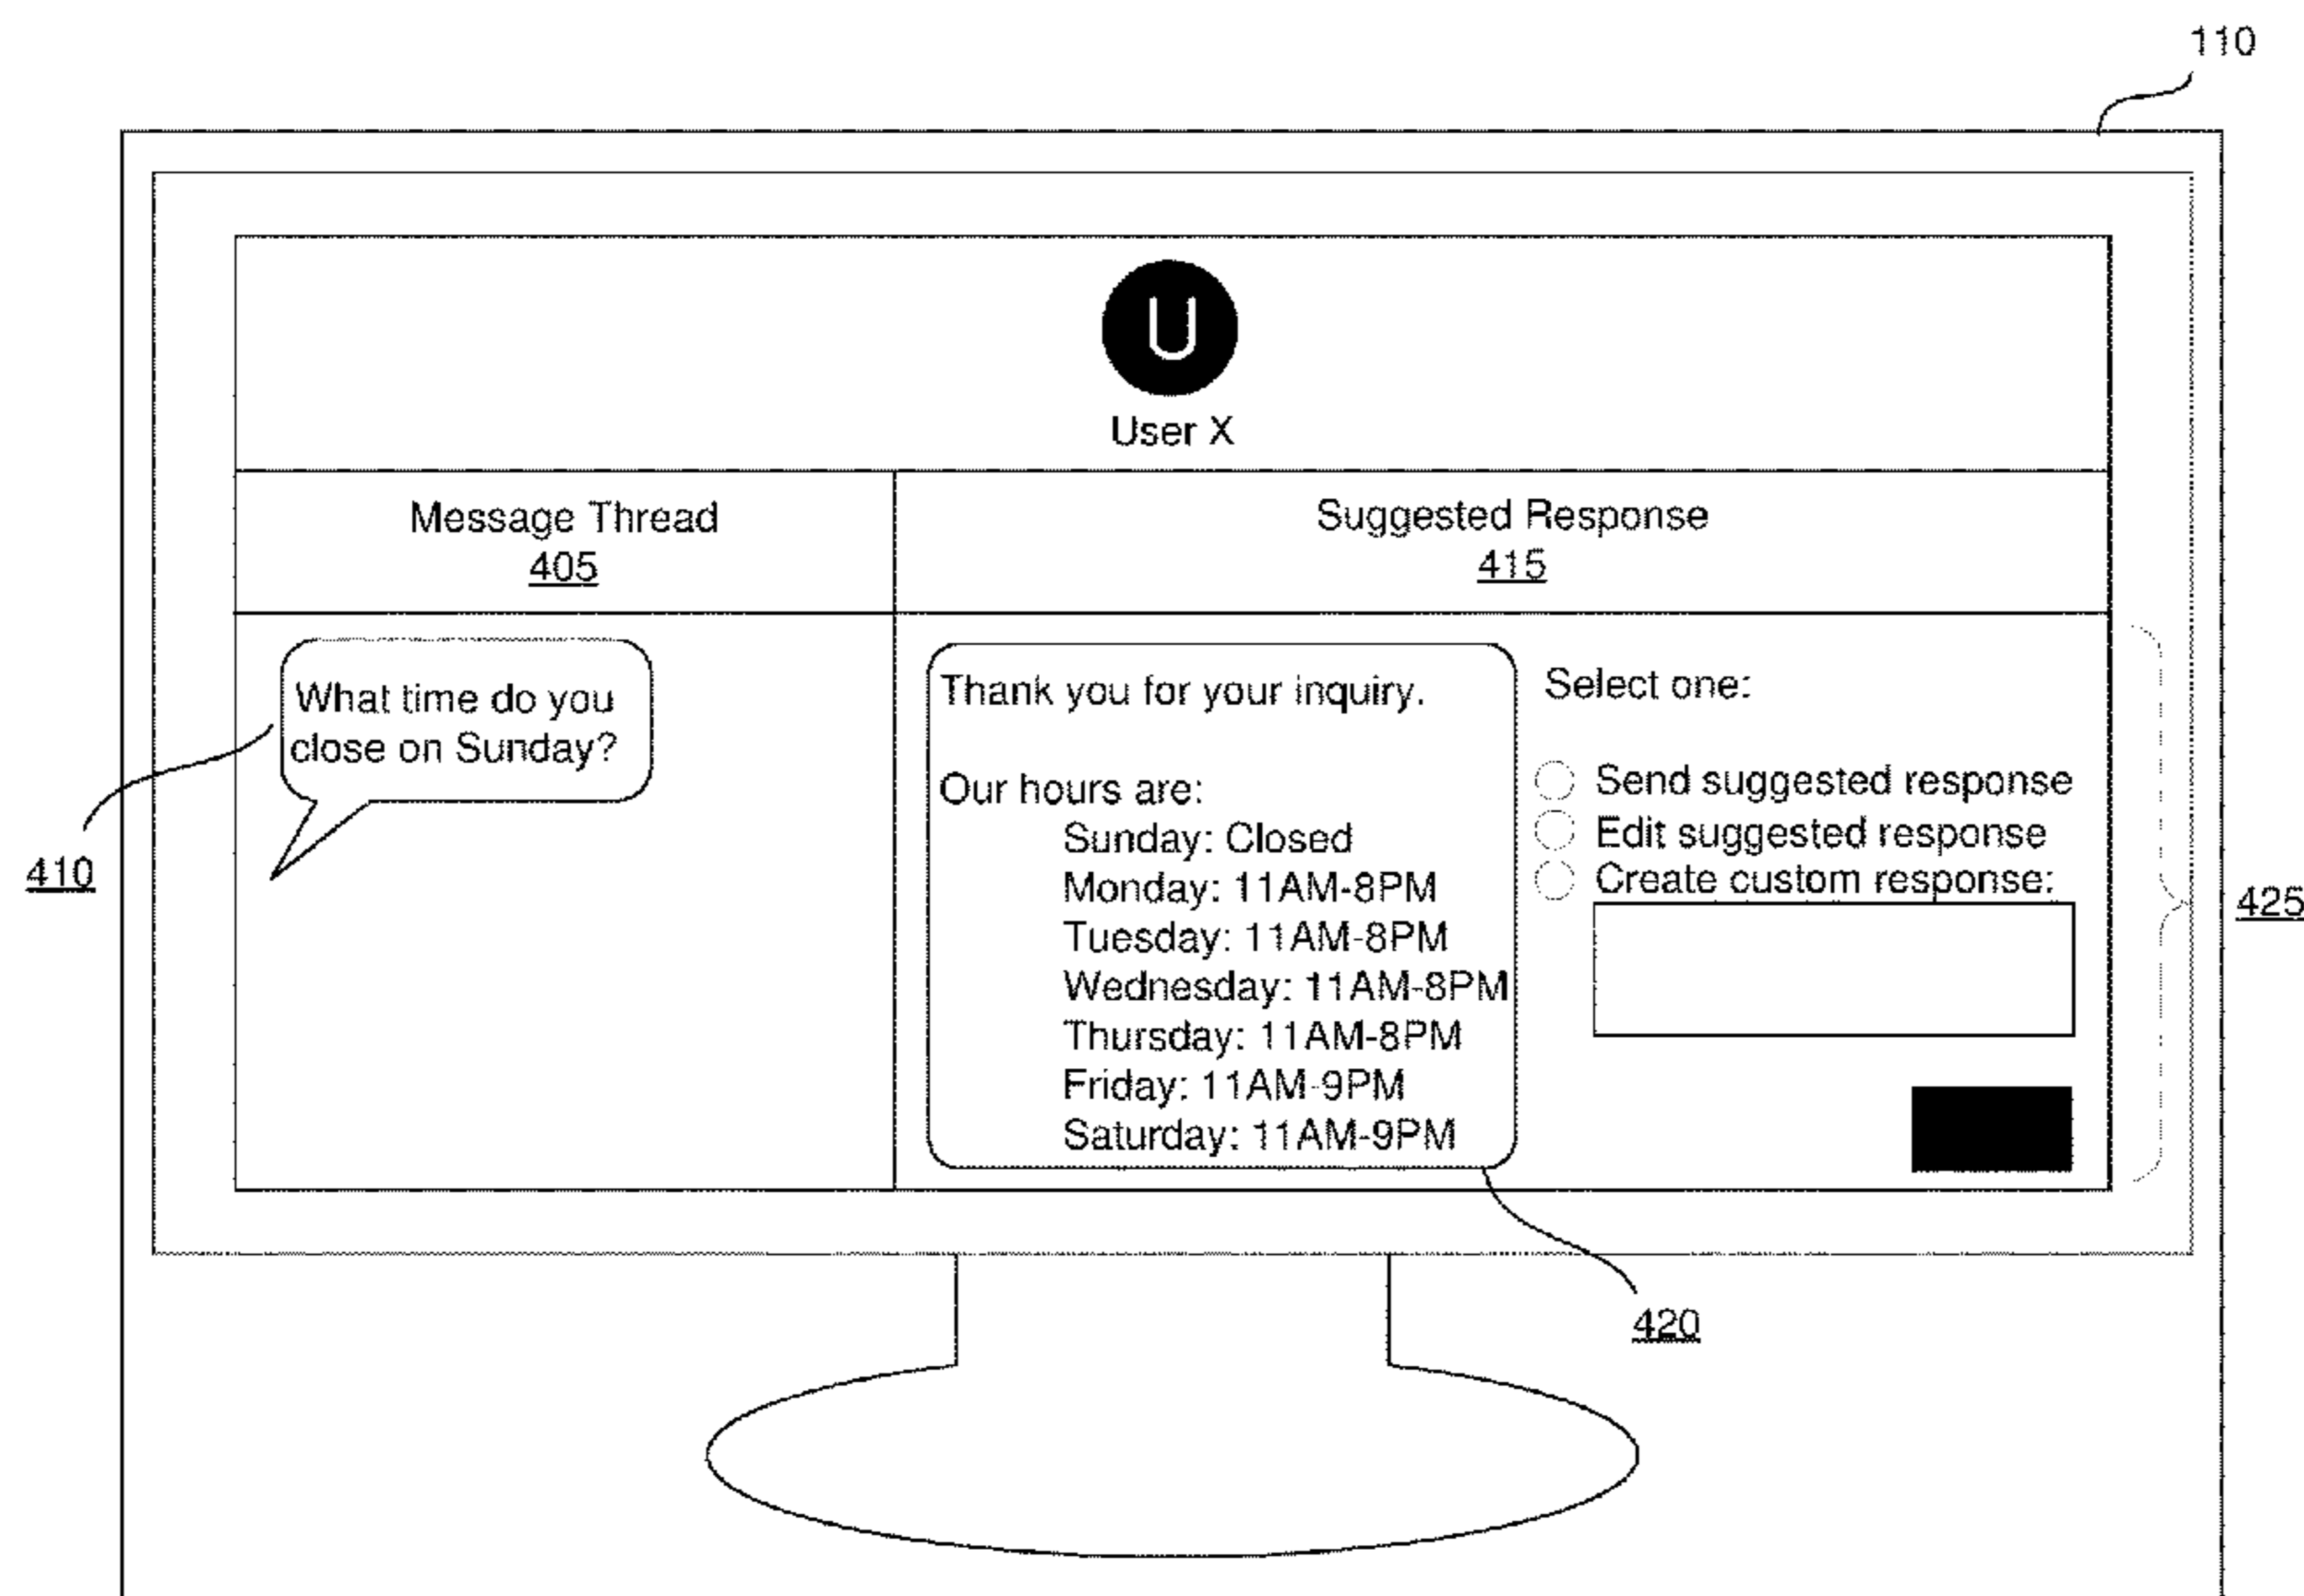 110
U
User X
Message Thread
405
Suggested Response
415
What time do you
close on Sunday?
410
Thank you for your inquiry.
Our hours are:
Sunday: Closed
Monday: 11AM-8PM
Tuesday: 11AM-8PM
Wednesday: 11AM-8PM
Thursday: 11AM-8PM
Friday: 11AM-9PM
Saturday: 11AM-9PM
Select one:
Send suggested response
Edit suggested response
Create custom response:
425
420